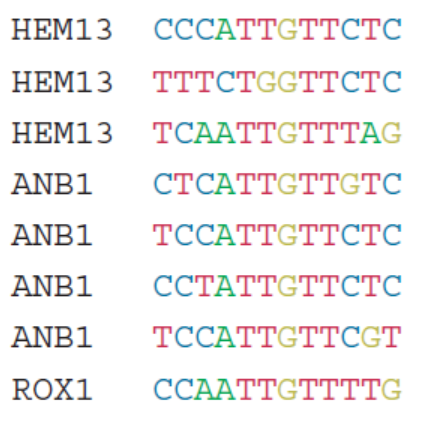 HEM13 CCCATTGTTCTC
HEM13 TTTCTGGTTCTC
HEM13 TCAATTGTTTAG
ANB1 CTCATTGTTGTC
ANB1 TCCATTGTTCTC
ANB1 CCTATTGTTCTC
ANB1 TCCATTGTTCGT
ROX1 CCAATTGTTTTG